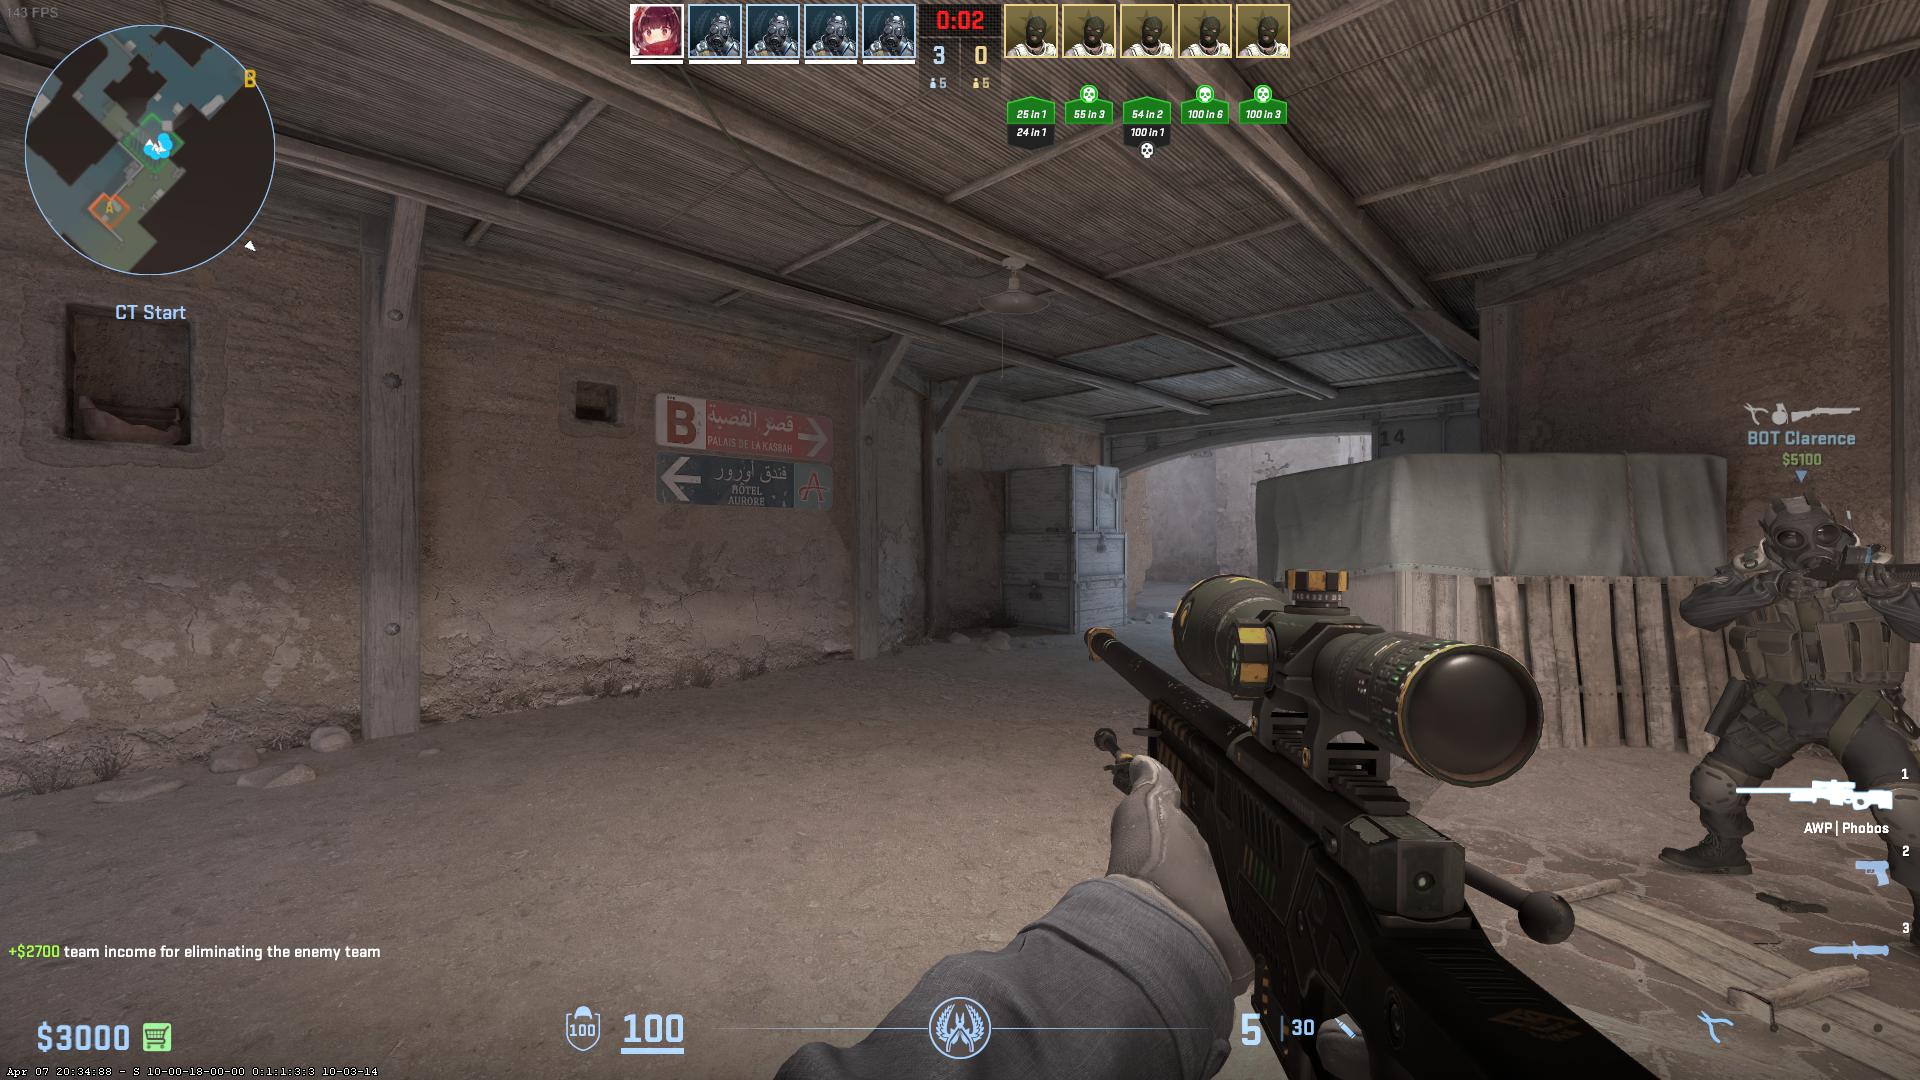 143 FPS
0:02
3 0
5 5
25 in 1
55 in 3
54 in 2
100 in 6
100 in 3
24 in 1
100 in 1
B
A
CT Start
14
B قصر القصبة
PALAIS DE LA KASBAH
فندق أورور
HÔTEL
AURORE
A
BOT Clarence
$5100
1
AWP | Phobos
2
3
+$2700 team income for eliminating the enemy team
$3000
100
100
5 | 30
Apr 07 20:34:88 - S 10-00-18-00-00 0:1:1:3:3 10-03-14